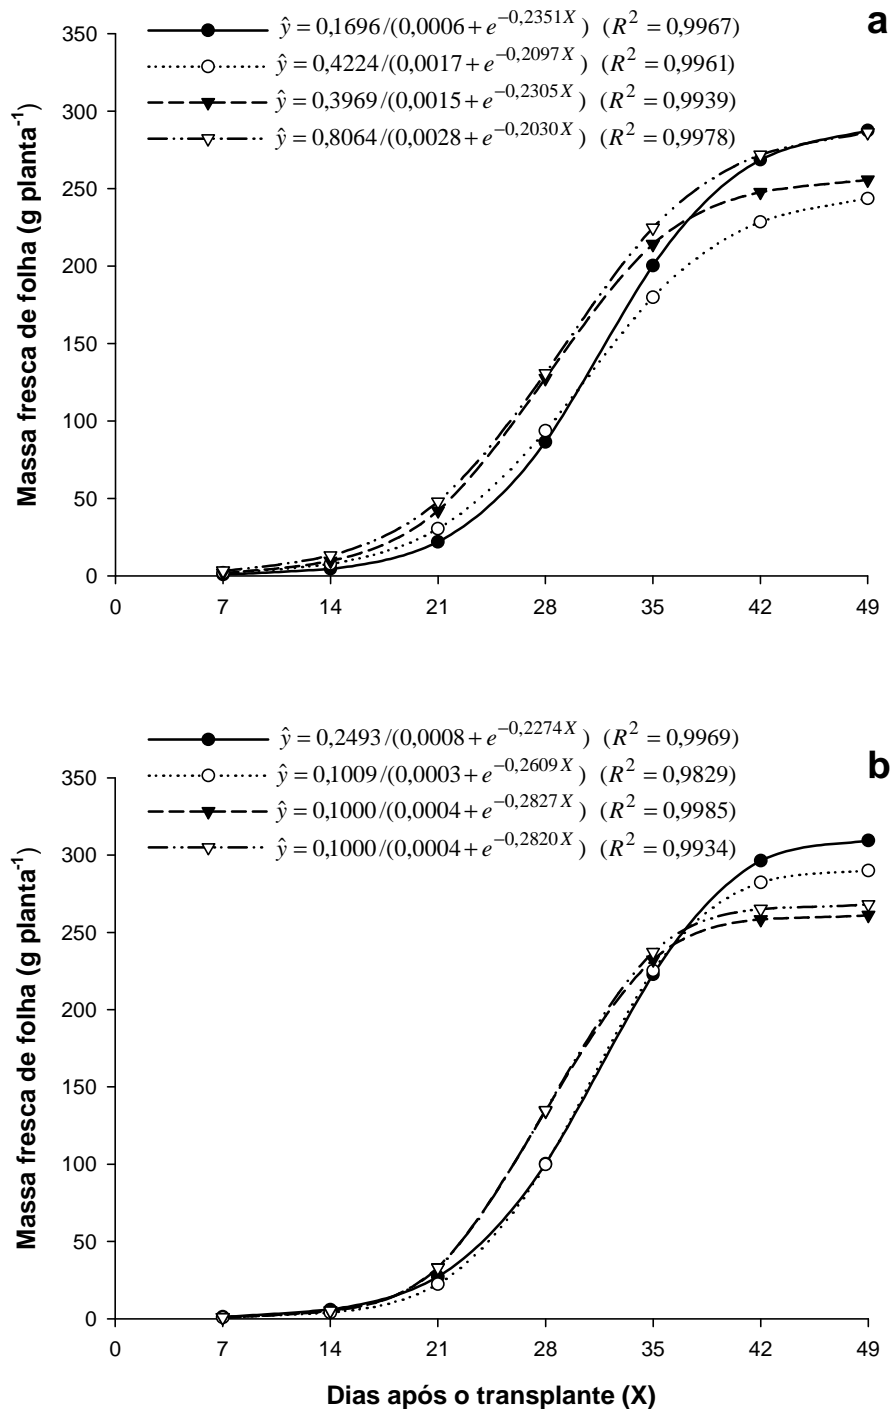 a
ŷ = 0,1696/(0,0006 + e^−0,2351X) (R² = 0,9967)
ŷ = 0,4224/(0,0017 + e^−0,2097X) (R² = 0,9961)
ŷ = 0,3969/(0,0015 + e^−0,2305X) (R² = 0,9939)
ŷ = 0,8064/(0,0028 + e^−0,2030X) (R² = 0,9978)
Massa fresca de folha (g planta⁻¹)
350
300
250
200
150
100
50
0
0 7 14 21 28 35 42 49
b
ŷ = 0,2493/(0,0008 + e^−0,2274X) (R² = 0,9969)
ŷ = 0,1009/(0,0003 + e^−0,2609X) (R² = 0,9829)
ŷ = 0,1000/(0,0004 + e^−0,2827X) (R² = 0,9985)
ŷ = 0,1000/(0,0004 + e^−0,2820X) (R² = 0,9934)
Massa fresca de folha (g planta⁻¹)
350
300
250
200
150
100
50
0
0 7 14 21 28 35 42 49
Dias após o transplante (X)